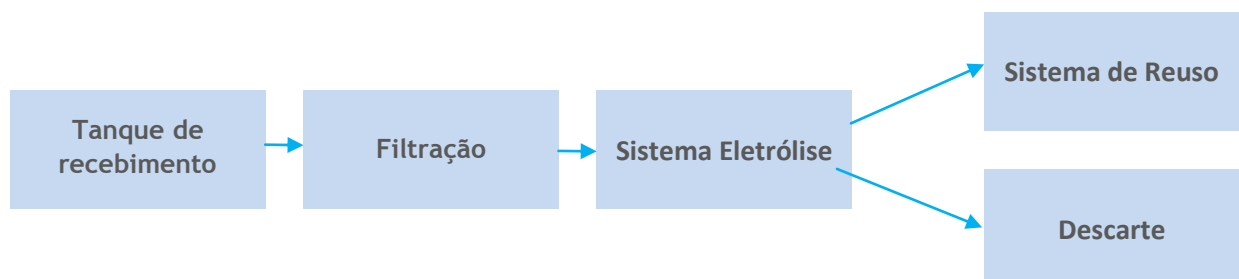 Tanque de
recebimento
Filtração
Sistema Eletrólise
Sistema de Reuso
Descarte